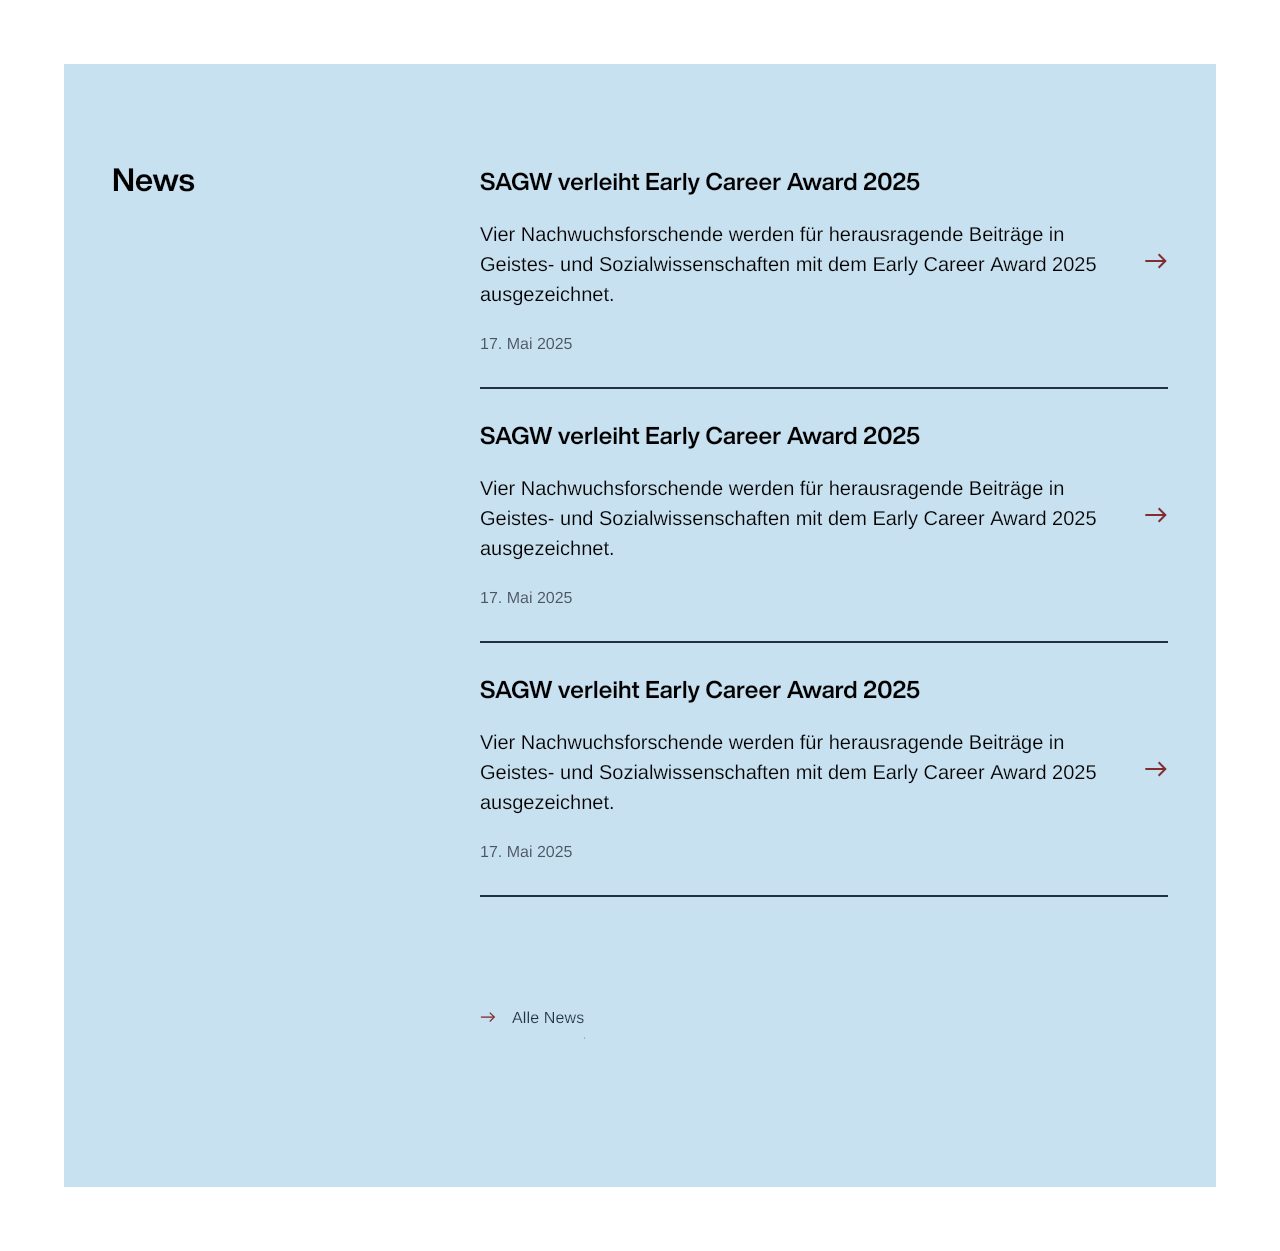 News
SAGW verleiht Early Career Award 2025
Vier Nachwuchsforschende werden für herausragende Beiträge in
Geistes- und Sozialwissenschaften mit dem Early Career Award 2025
ausgezeichnet.
17. Mai 2025
SAGW verleiht Early Career Award 2025
Vier Nachwuchsforschende werden für herausragende Beiträge in
Geistes- und Sozialwissenschaften mit dem Early Career Award 2025
ausgezeichnet.
17. Mai 2025
SAGW verleiht Early Career Award 2025
Vier Nachwuchsforschende werden für herausragende Beiträge in
Geistes- und Sozialwissenschaften mit dem Early Career Award 2025
ausgezeichnet.
17. Mai 2025
Alle News